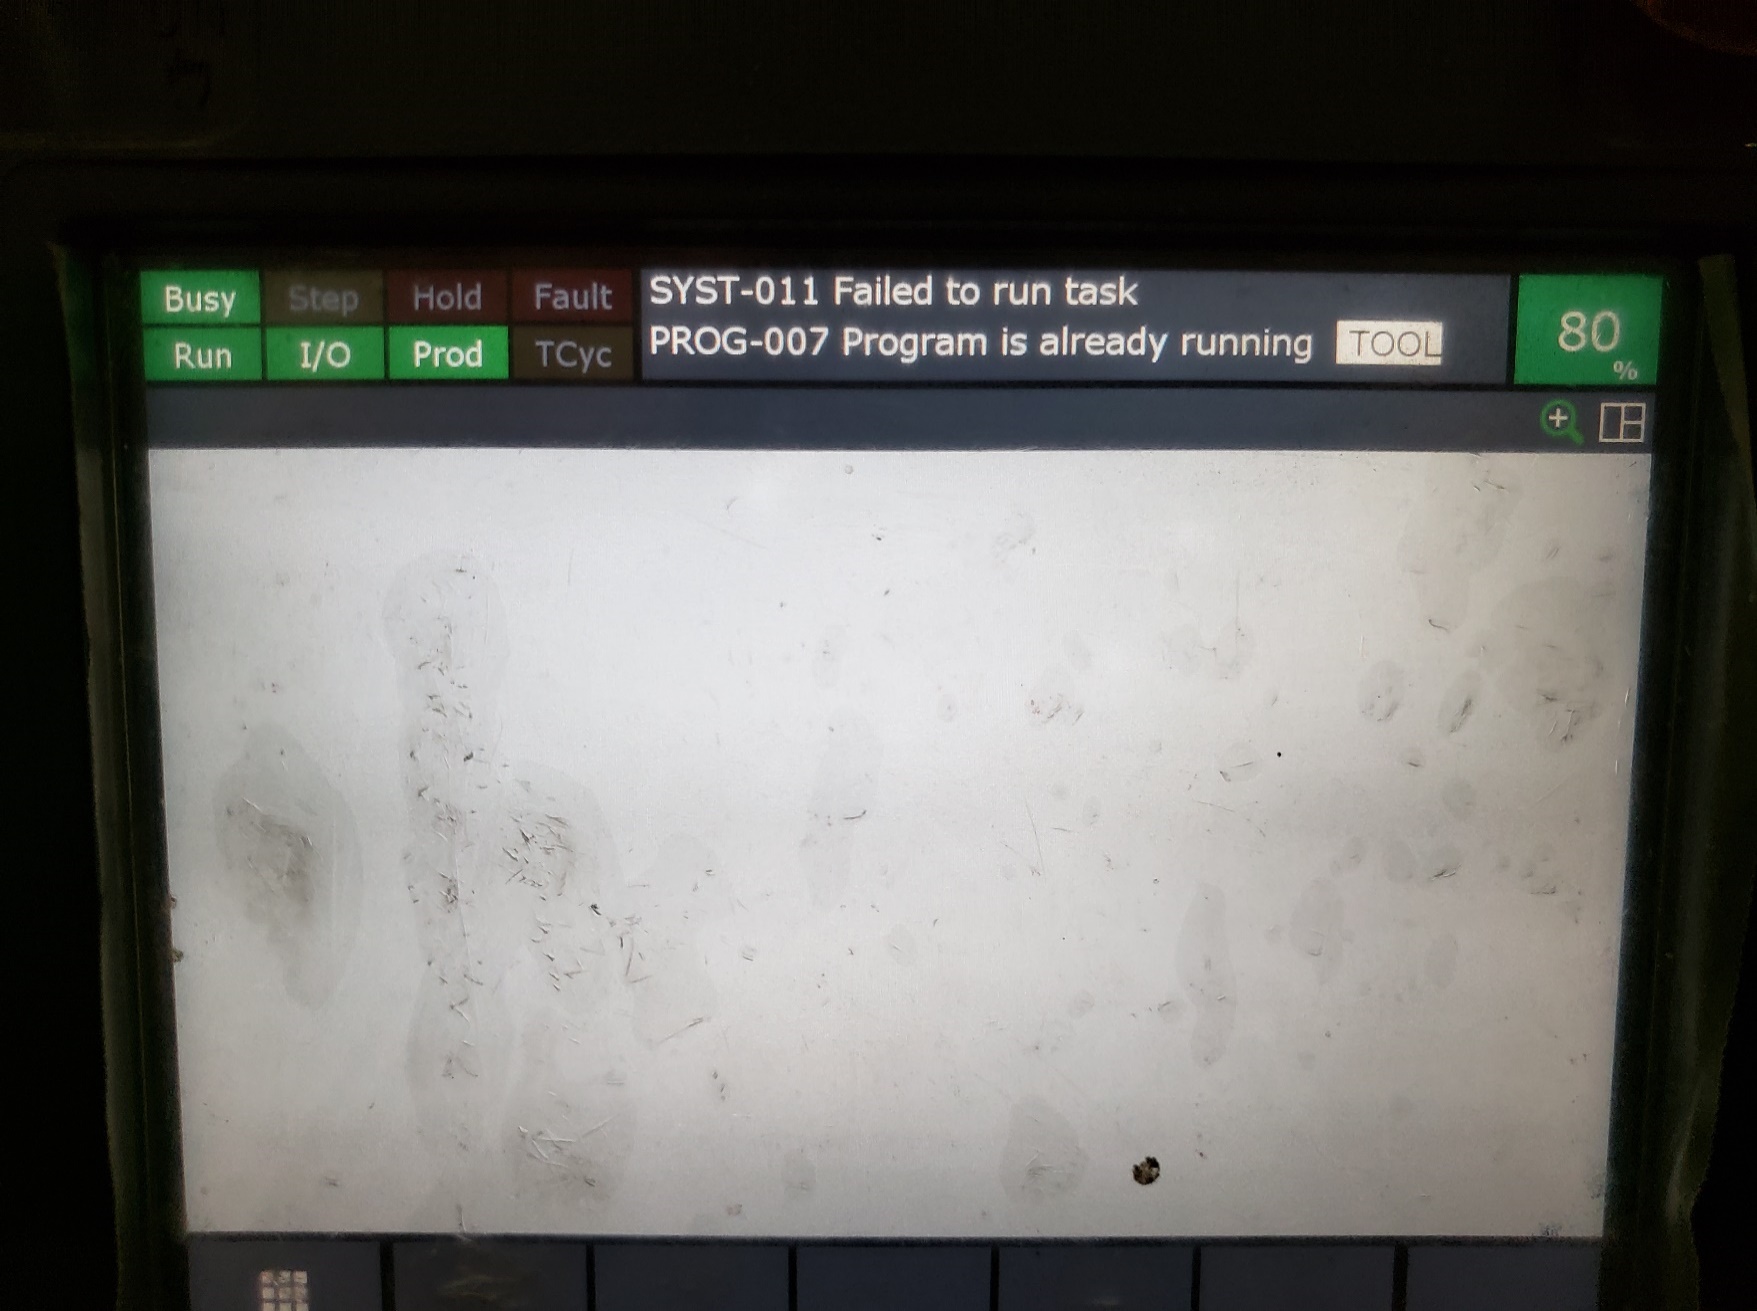 Busy Step Hold Fault
Run I/O Prod TCyc
SYST-011 Failed to run task
PROG-007 Program is already running TOOL
80
%